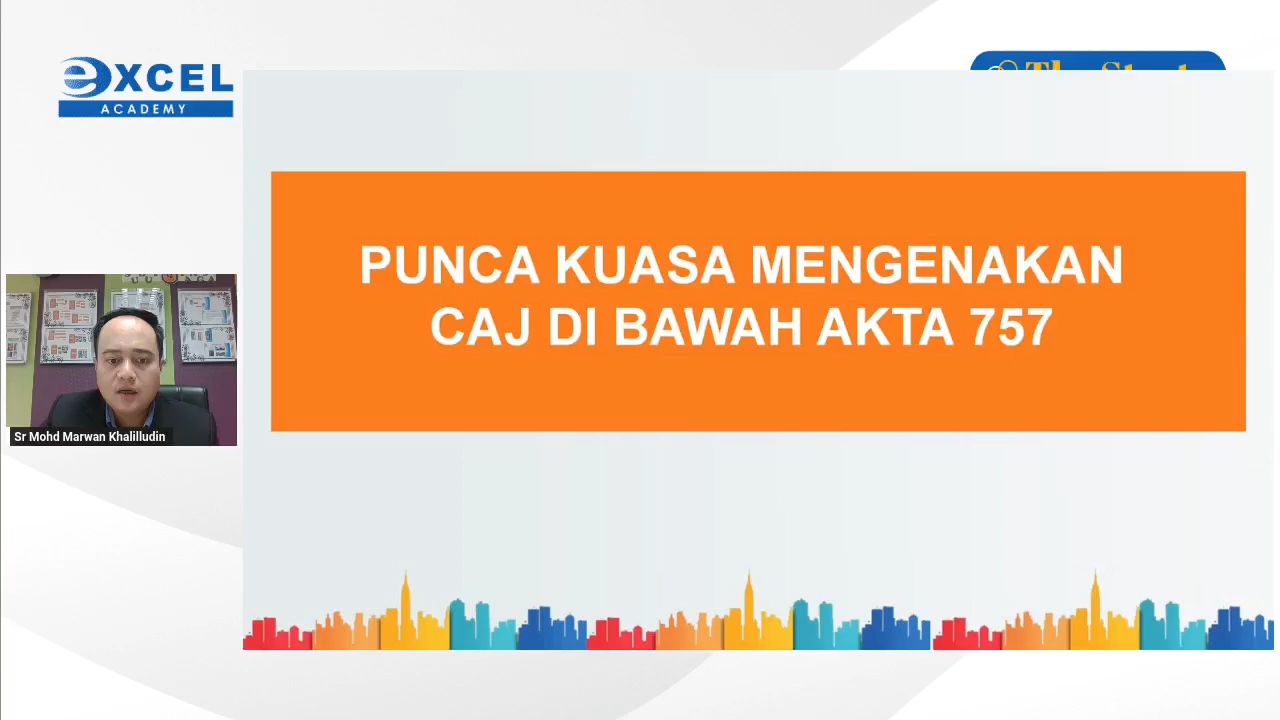 eXCEL
ACADEMY
PUNCA KUASA MENGENAKAN
CAJ DI BAWAH AKTA 757
Sr Mohd Marwan Khalilludin